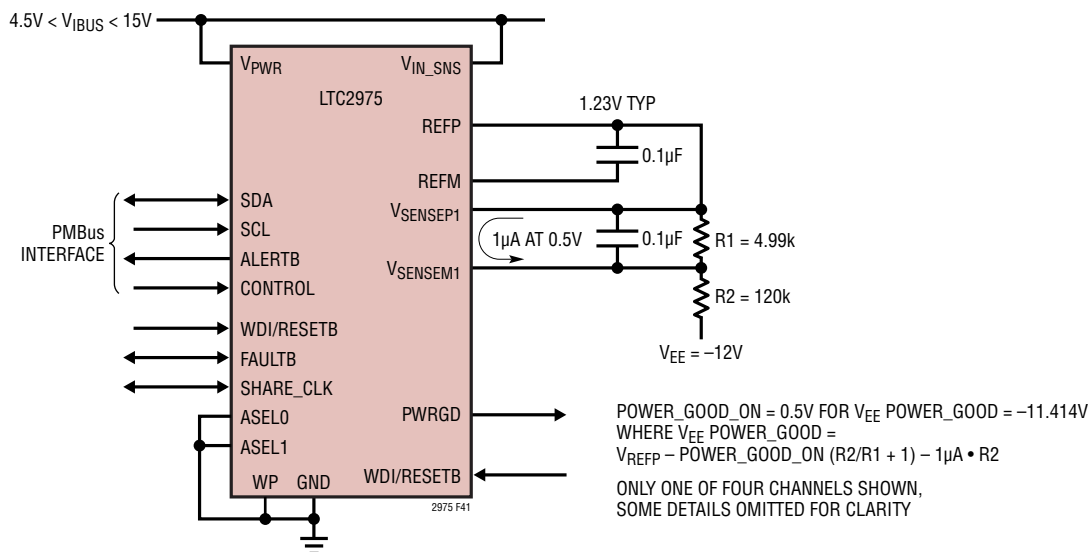 4.5V < VIBUS < 15V
VPWR
VIN_SNS
LTC2975
1.23V TYP
REFP
0.1µF
REFM
VSENSEP1
1µA AT 0.5V
0.1µF
R1 = 4.99k
VSENSEM1
R2 = 120k
VEE = –12V
PMBus
INTERFACE
SDA
SCL
ALERTB
CONTROL
WDI/RESETB
FAULTB
SHARE_CLK
ASEL0
ASEL1
WP
GND
PWRGD
WDI/RESETB
2975 F41
POWER_GOOD_ON = 0.5V FOR VEE POWER_GOOD = –11.414V
WHERE VEE POWER_GOOD =
VREFP – POWER_GOOD_ON (R2/R1 + 1) – 1µA • R2
ONLY ONE OF FOUR CHANNELS SHOWN,
SOME DETAILS OMITTED FOR CLARITY